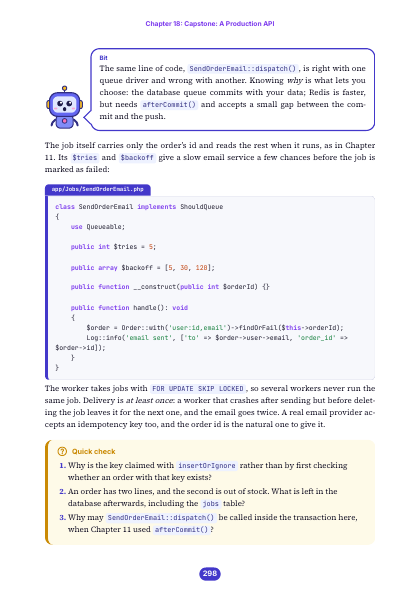 Chapter 18: Capstone: A Production API
Bit
The same line of code, SendOrderEmail::dispatch(), is right with one
queue driver and wrong with another. Knowing why is what lets you
choose: the database queue commits with your data; Redis is faster,
but needs afterCommit() and accepts a small gap between the com-
mit and the push.
The job itself carries only the order's id and reads the rest when it runs, as in Chapter
11. Its $tries and $backoff give a slow email service a few chances before the job is
marked as failed:
app/Jobs/SendOrderEmail.php
class SendOrderEmail implements ShouldQueue
{
use Queueable;
public int $tries = 5;
public array $backoff = [5, 30, 120];
public function __construct(public int $orderId) {}
public function handle(): void
{
$order = Order::with('user:id,email')->findOrFail($this->orderId);
Log::info('email sent', ['to' => $order->user->email, 'order_id' =>
$order->id]);
}
}
The worker takes jobs with FOR UPDATE SKIP LOCKED, so several workers never run the
same job. Delivery is at least once: a worker that crashes after sending but before delet-
ing the job leaves it for the next one, and the email goes twice. A real email provider ac-
cepts an idempotency key too, and the order id is the natural one to give it.
Quick check
1. Why is the key claimed with insertOrIgnore rather than by first checking
whether an order with that key exists?
2. An order has two lines, and the second is out of stock. What is left in the
database afterwards, including the jobs table?
3. Why may SendOrderEmail::dispatch() be called inside the transaction here,
when Chapter 11 used afterCommit()?
298